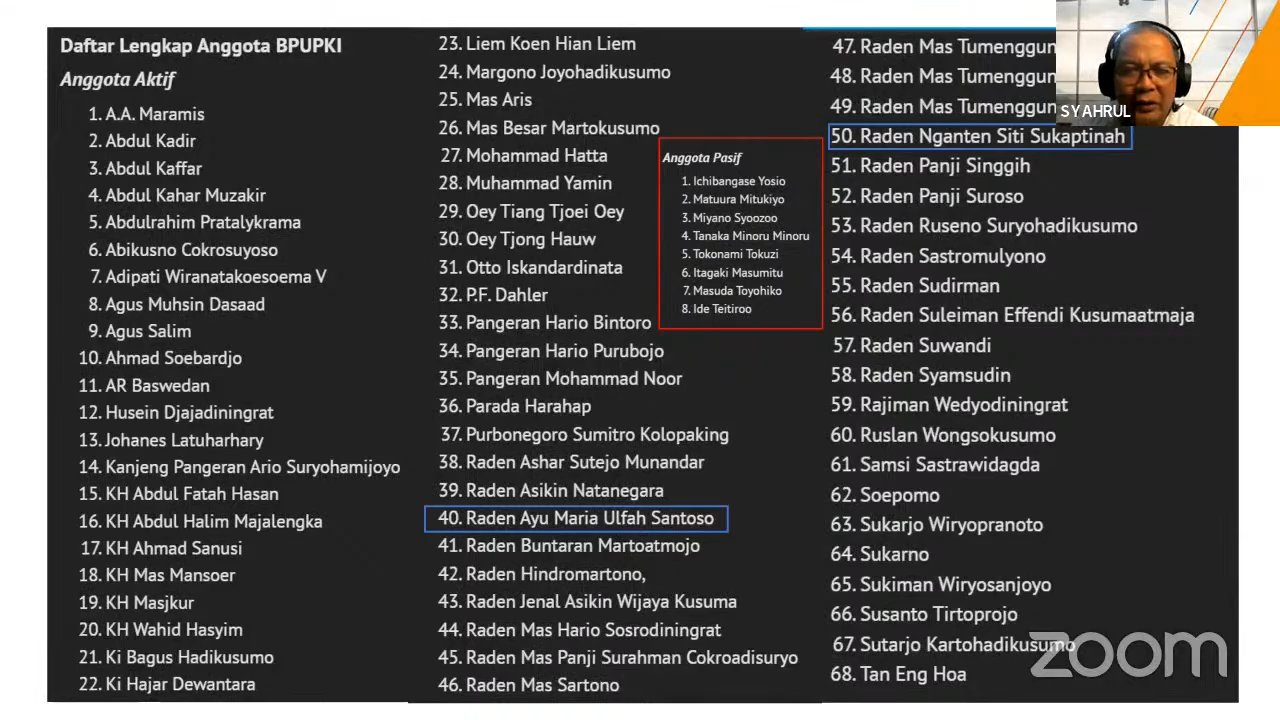 Daftar Lengkap Anggota BPUPKI
Anggota Aktif
1. A.A. Maramis
2. Abdul Kadir
3. Abdul Kaffar
4. Abdul Kahar Muzakir
5. Abdulrahim Pratalykrama
6. Abikusno Cokrosuyoso
7. Adipati Wiranatakoesoema V
8. Agus Muhsin Dasaad
9. Agus Salim
10. Ahmad Soebardjo
11. AR Baswedan
12. Husein Djajadiningrat
13. Johanes Latuharhary
14. Kanjeng Pangeran Ario Suryohamijoyo
15. KH Abdul Fatah Hasan
16. KH Abdul Halim Majalengka
17. KH Ahmad Sanusi
18. KH Mas Mansoer
19. KH Masjkur
20. KH Wahid Hasyim
21. Ki Bagus Hadikusumo
22. Ki Hajar Dewantara
23. Liem Koen Hian Liem
24. Margono Joyohadikusumo
25. Mas Aris
26. Mas Besar Martokusumo
27. Mohammad Hatta
28. Muhammad Yamin
29. Oey Tiang Tjoei Oey
30. Oey Tjong Hauw
31. Otto Iskandardinata
32. P.F. Dahler
33. Pangeran Hario Bintoro
34. Pangeran Hario Purubojo
35. Pangeran Mohammad Noor
36. Parada Harahap
37. Purbonegoro Sumitro Kolopaking
38. Raden Ashar Sutejo Munandar
39. Raden Asikin Natanegara
40. Raden Ayu Maria Ulfah Santoso
41. Raden Buntaran Martoatmojo
42. Raden Hindromartono,
43. Raden Jenal Asikin Wijaya Kusuma
44. Raden Mas Hario Sosrodiningrat
45. Raden Mas Panji Surahman Cokroadisuryo
46. Raden Mas Sartono
Anggota Pasif
1. Ichibangase Yosio
2. Matuura Mitukiyo
3. Miyano Syoozoo
4. Tanaka Minoru Minoru
5. Tokonami Tokuzi
6. Itagaki Masumitu
7. Masuda Toyohiko
8. Ide Teitiroo
47. Raden Mas
48. Raden Mas
49. Raden Mas
50. Raden Nganten Siti Sukaptinah
51. Raden Panji Singgih
52. Raden Panji Suroso
53. Raden Ruseno Suryohadikusumo
54. Raden Sastromulyono
55. Raden Sudirman
56. Raden Suleiman Effendi Kusumaatmaja
57. Raden Suwandi
58. Raden Syamsudin
59. Rajiman Wedyodiningrat
60. Ruslan Wongsokusumo
61. Samsi Sastrawidagda
62. Soepomo
63. Sukarjo Wiryopranoto
64. Sukarno
65. Sukiman Wiryosanjoyo
66. Susanto Tirtoprojo
67. Sutarjo Kartohadikusumo
68. Tan Eng Hoa
SYAHRUL
zoom